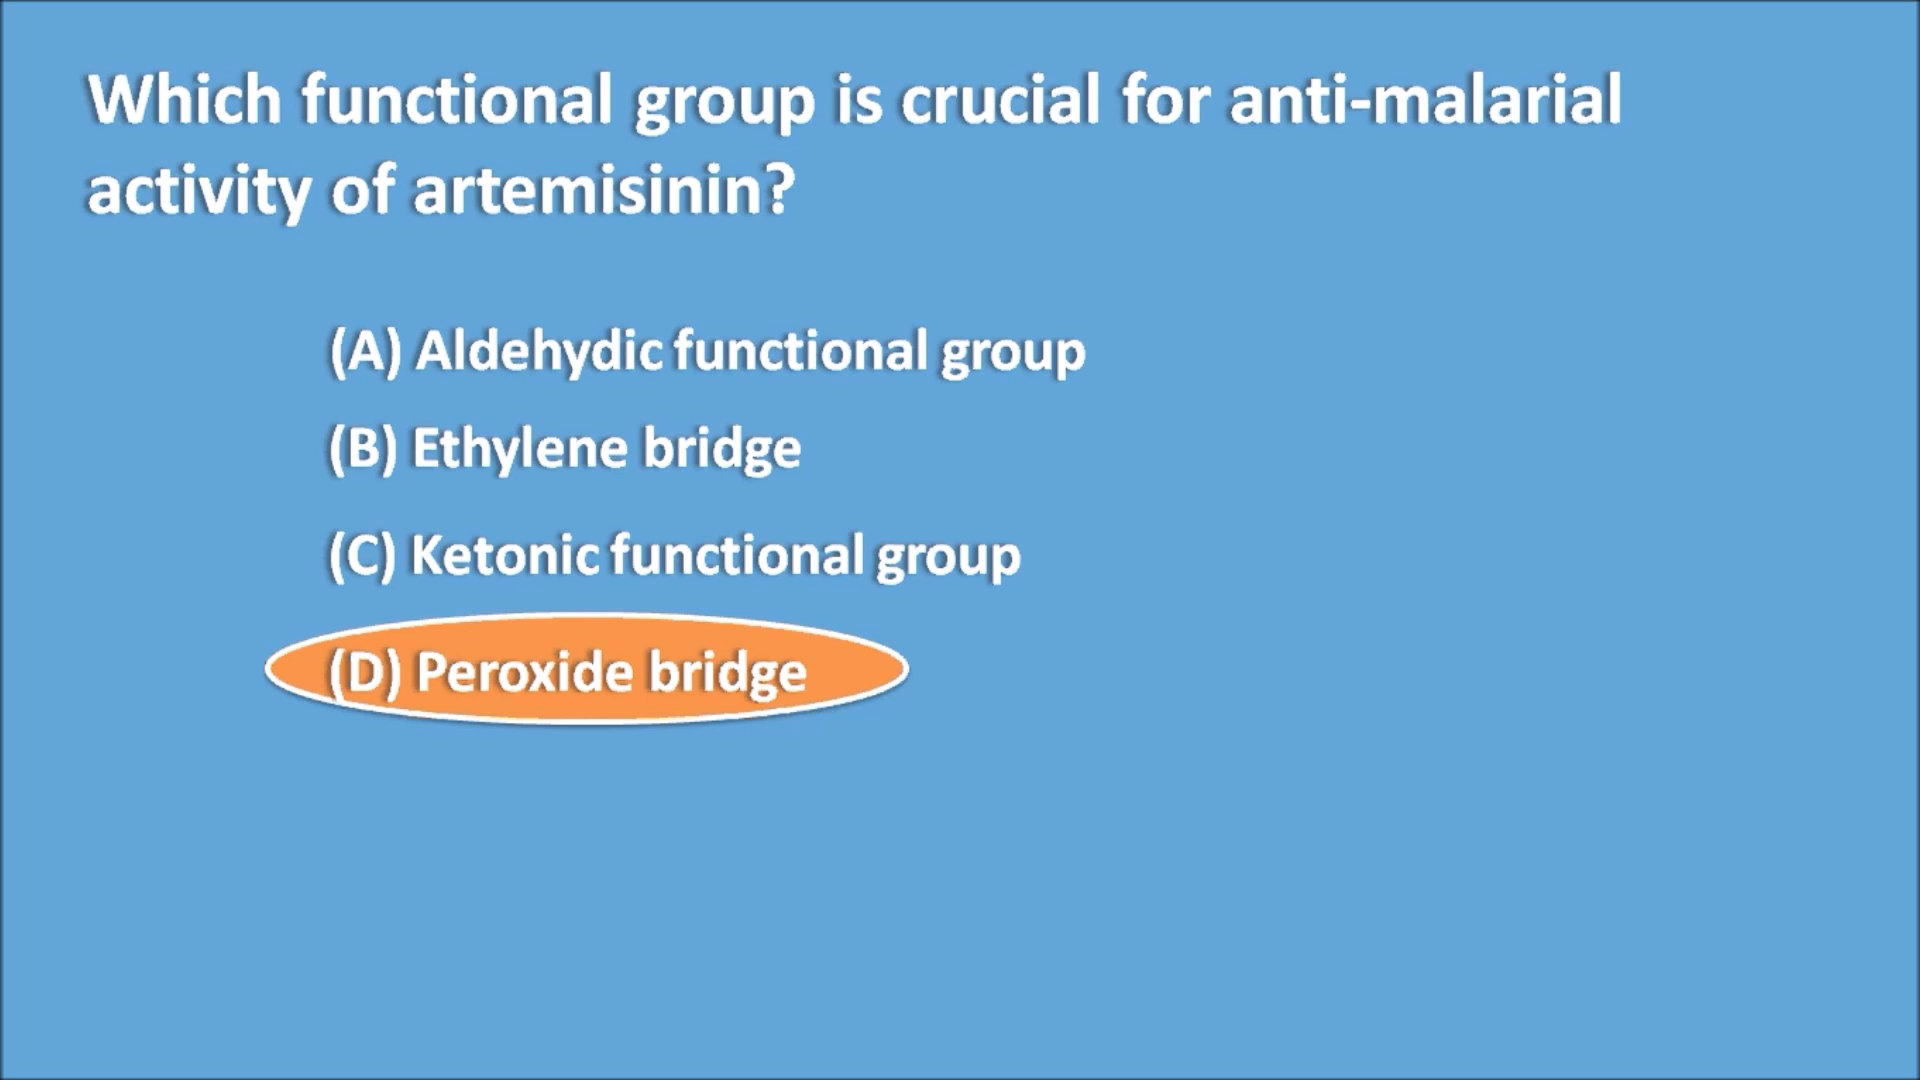 Which functional group is crucial for anti-malarial
activity of artemisinin?
(A) Aldehydic functional group
(B) Ethylene bridge
(C) Ketonic functional group
(D) Peroxide bridge